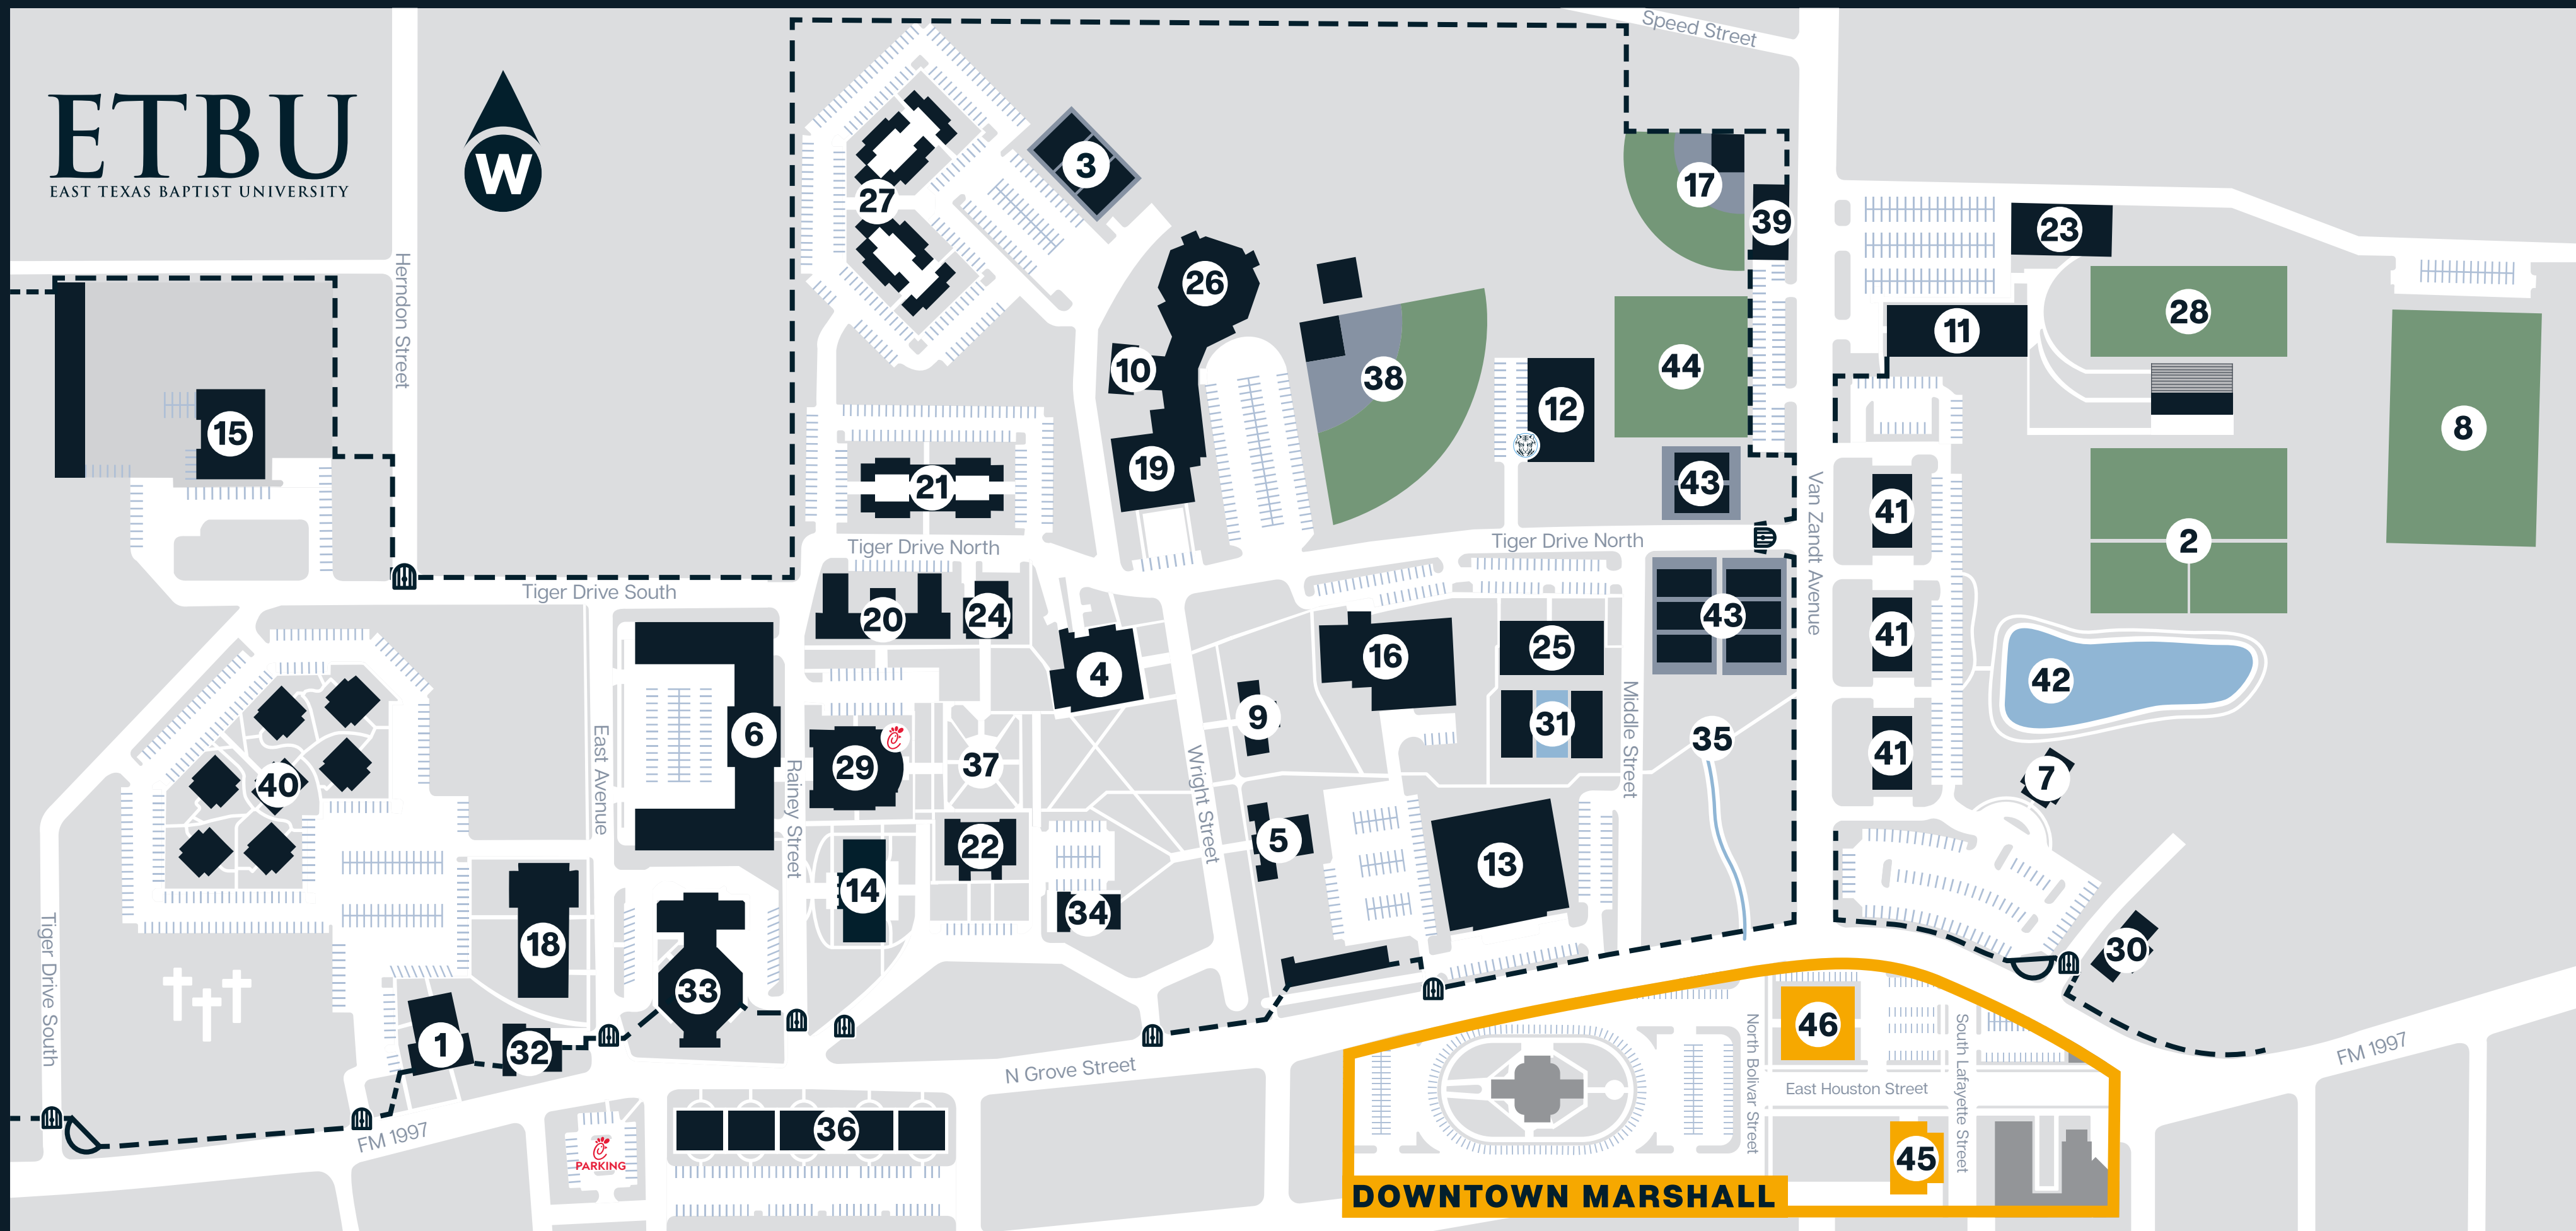 Speed Street
ETBU
EAST TEXAS BAPTIST UNIVERSITY
W
3
17
27
39
23
26
28
11
Herndon Street
10
44
38
12
8
15
19
21
43
41
Van Zandt Avenue
Tiger Drive North
Tiger Drive North
2
Tiger Drive South
20
24
43
41
16
25
4
42
9
31
Middle Street
35
6
29
37
41
7
East Avenue
Rainey Street
Wright Street
40
22
5
13
14
34
18
30
Tiger Drive South
33
1
32
46
North Bolivar Street
South Lafayette Street
FM 1997
N Grove Street
East Houston Street
FM 1997
36
PARKING
45
DOWNTOWN MARSHALL